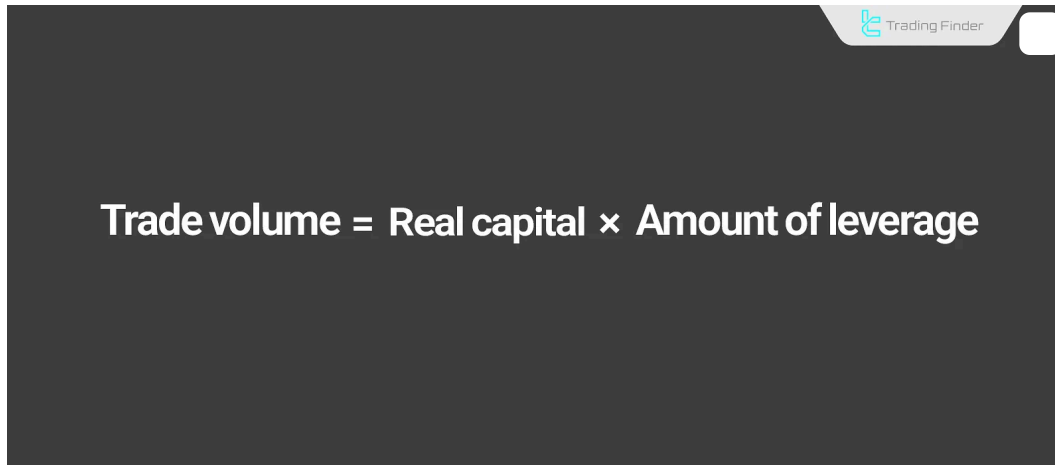 Trading Finder
Trade volume = Real capital × Amount of leverage